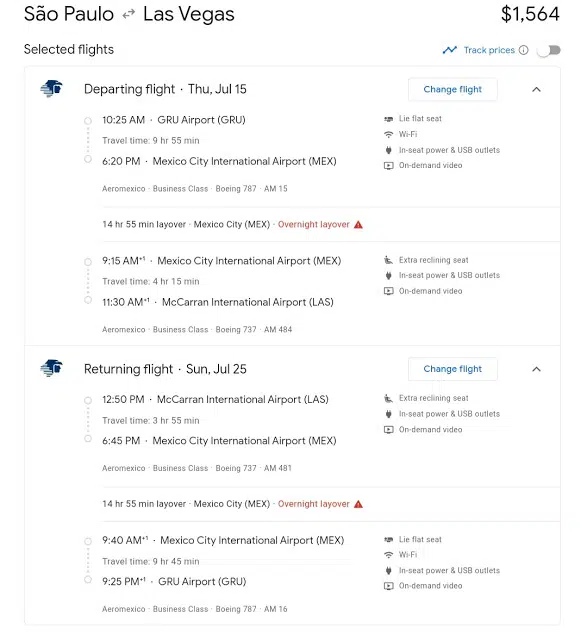 São Paulo ⇄ Las Vegas $1,564
Selected flights Track prices
Departing flight · Thu, Jul 15 Change flight
10:25 AM · GRU Airport (GRU) Lie flat seat
Travel time: 9 hr 55 min Wi-Fi
In-seat power & USB outlets
6:20 PM · Mexico City International Airport (MEX) On-demand video
Aeromexico · Business Class · Boeing 787 · AM 15
14 hr 55 min layover · Mexico City (MEX) · Overnight layover
9:15 AM+1 · Mexico City International Airport (MEX) Extra reclining seat
Travel time: 4 hr 15 min In-seat power & USB outlets
11:30 AM+1 · McCarran International Airport (LAS) On-demand video
Aeromexico · Business Class · Boeing 737 · AM 484
Returning flight · Sun, Jul 25 Change flight
12:50 PM · McCarran International Airport (LAS) Extra reclining seat
Travel time: 3 hr 55 min In-seat power & USB outlets
6:45 PM · Mexico City International Airport (MEX) On-demand video
Aeromexico · Business Class · Boeing 737 · AM 481
14 hr 55 min layover · Mexico City (MEX) · Overnight layover
9:40 AM+1 · Mexico City International Airport (MEX) Lie flat seat
Travel time: 9 hr 45 min Wi-Fi
In-seat power & USB outlets
9:25 PM+1 · GRU Airport (GRU) On-demand video
Aeromexico · Business Class · Boeing 787 · AM 16